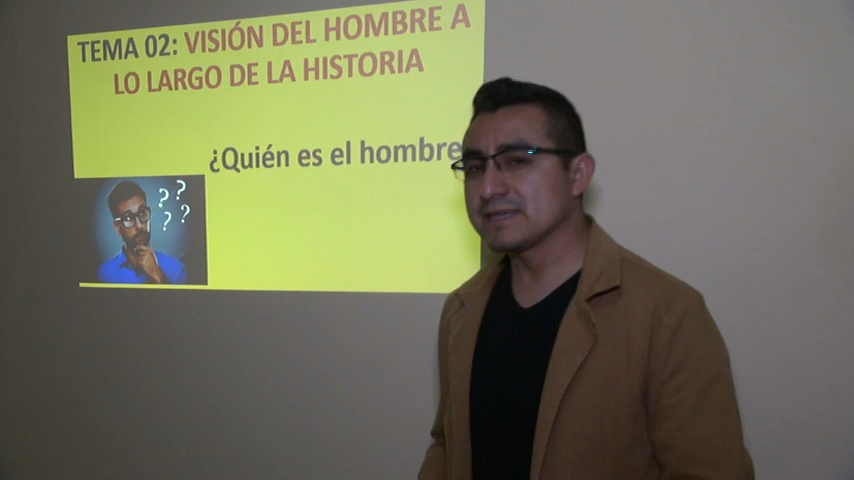 TEMA 02: VISIÓN DEL HOMBRE A
LO LARGO DE LA HISTORIA
¿Quién es el hombre
? ? ? ?